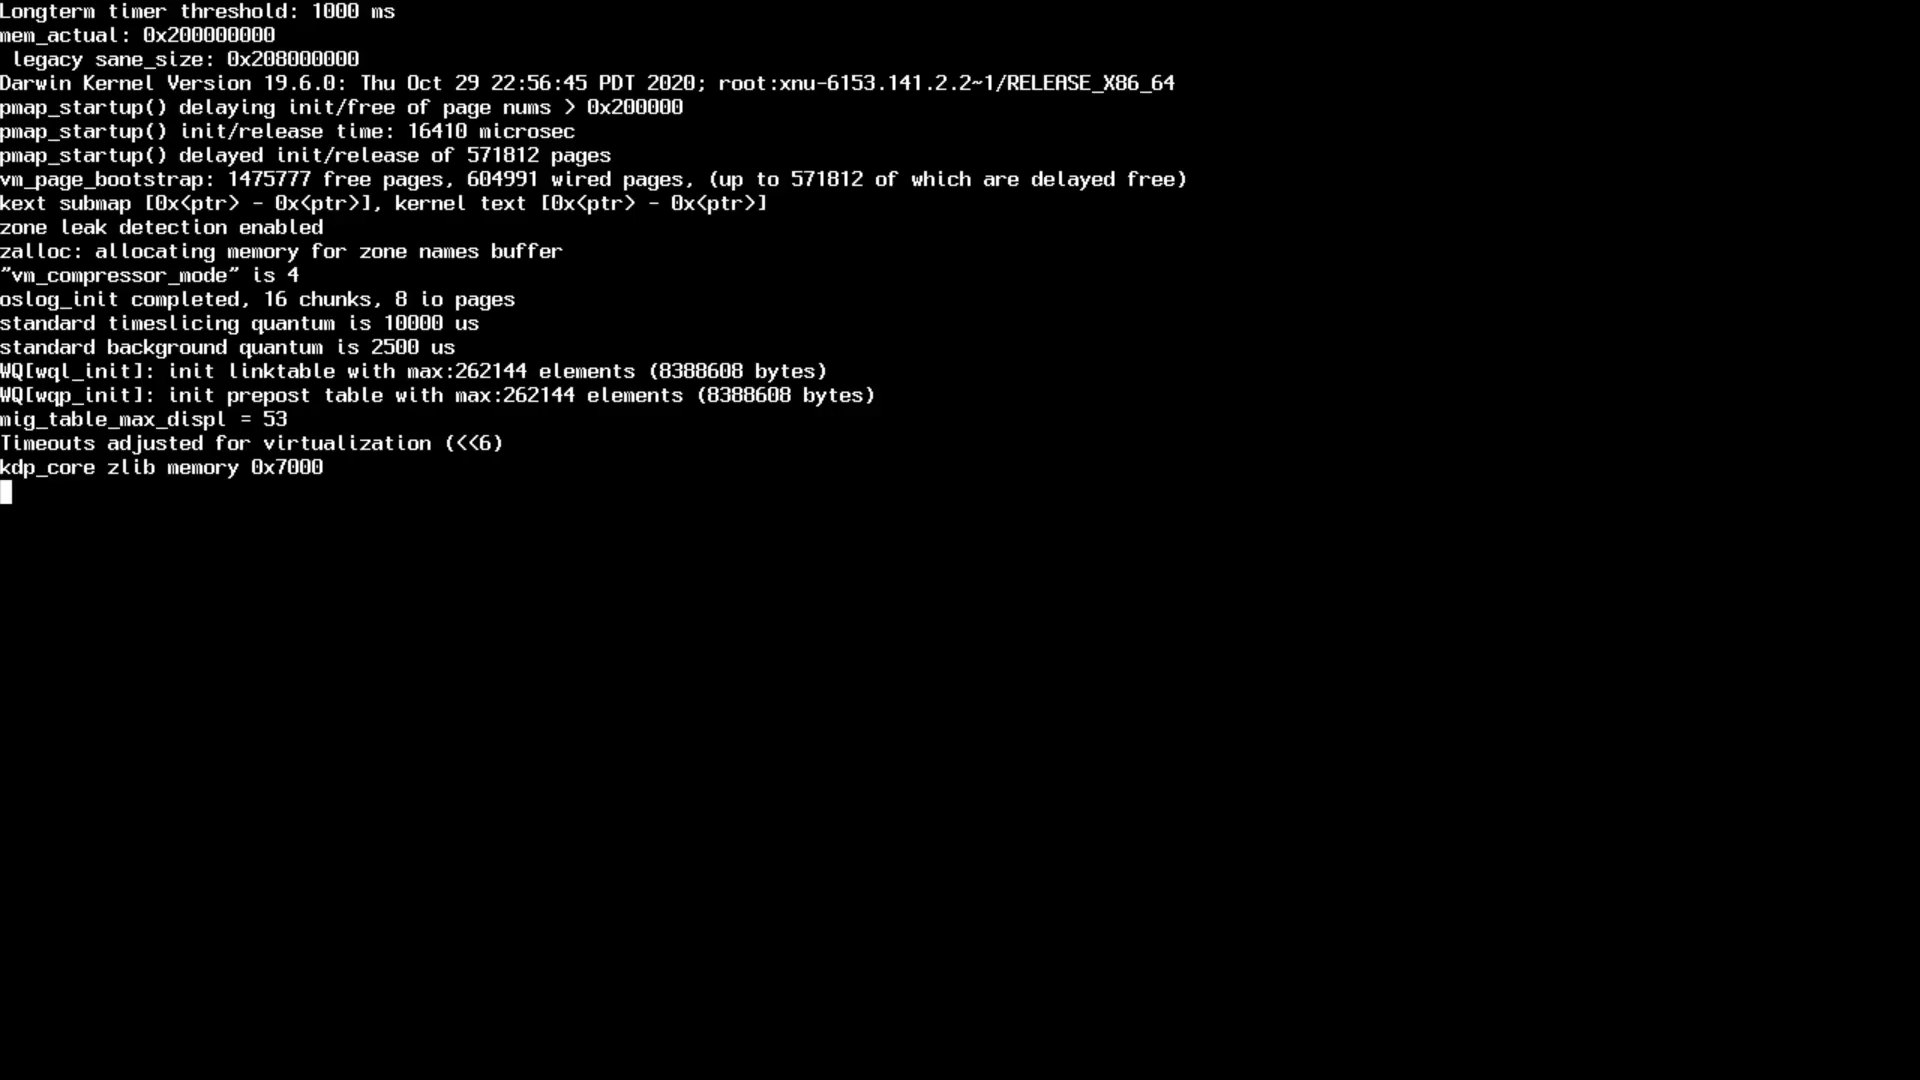 Longterm timer threshold: 1000 ms
mem_actual: 0x200000000
 legacy sane_size: 0x208000000
Darwin Kernel Version 19.6.0: Thu Oct 29 22:56:45 PDT 2020; root:xnu-6153.141.2.2~1/RELEASE_X86_64
pmap_startup() delaying init/free of page nums > 0x200000
pmap_startup() init/release time: 16410 microsec
pmap_startup() delayed init/release of 571812 pages
vm_page_bootstrap: 1475777 free pages, 604991 wired pages, (up to 571812 of which are delayed free)
kext submap [0x<ptr> - 0x<ptr>], kernel text [0x<ptr> - 0x<ptr>]
zone leak detection enabled
zalloc: allocating memory for zone names buffer
"vm_compressor_mode" is 4
oslog_init completed, 16 chunks, 8 io pages
standard timeslicing quantum is 10000 us
standard background quantum is 2500 us
WQ[wql_init]: init linktable with max:262144 elements (8388608 bytes)
WQ[wqp_init]: init prepost table with max:262144 elements (8388608 bytes)
mig_table_max_displ = 53
Timeouts adjusted for virtualization (<<6)
kdp_core zlib memory 0x7000